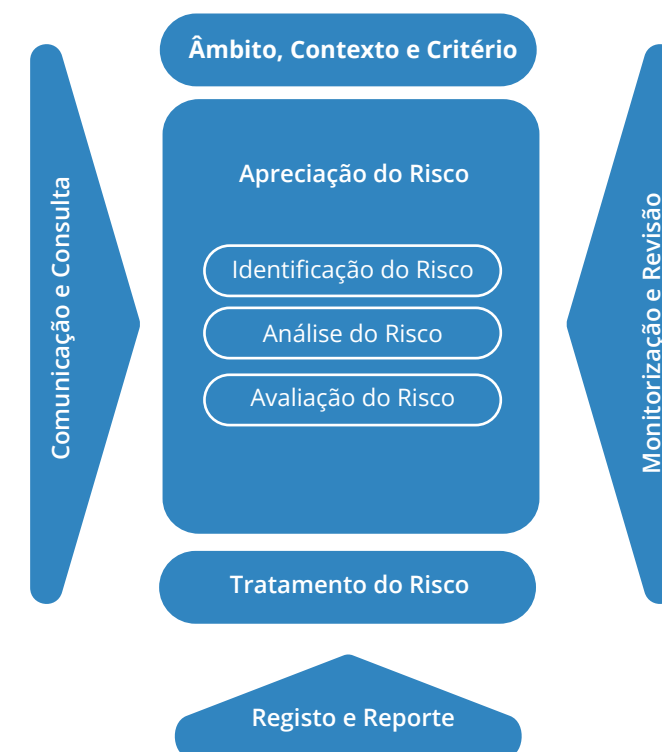 Âmbito, Contexto e Critério
Comunicação e Consulta
Apreciação do Risco
Identificação do Risco
Análise do Risco
Avaliação do Risco
Monitorização e Revisão
Tratamento do Risco
Registo e Reporte